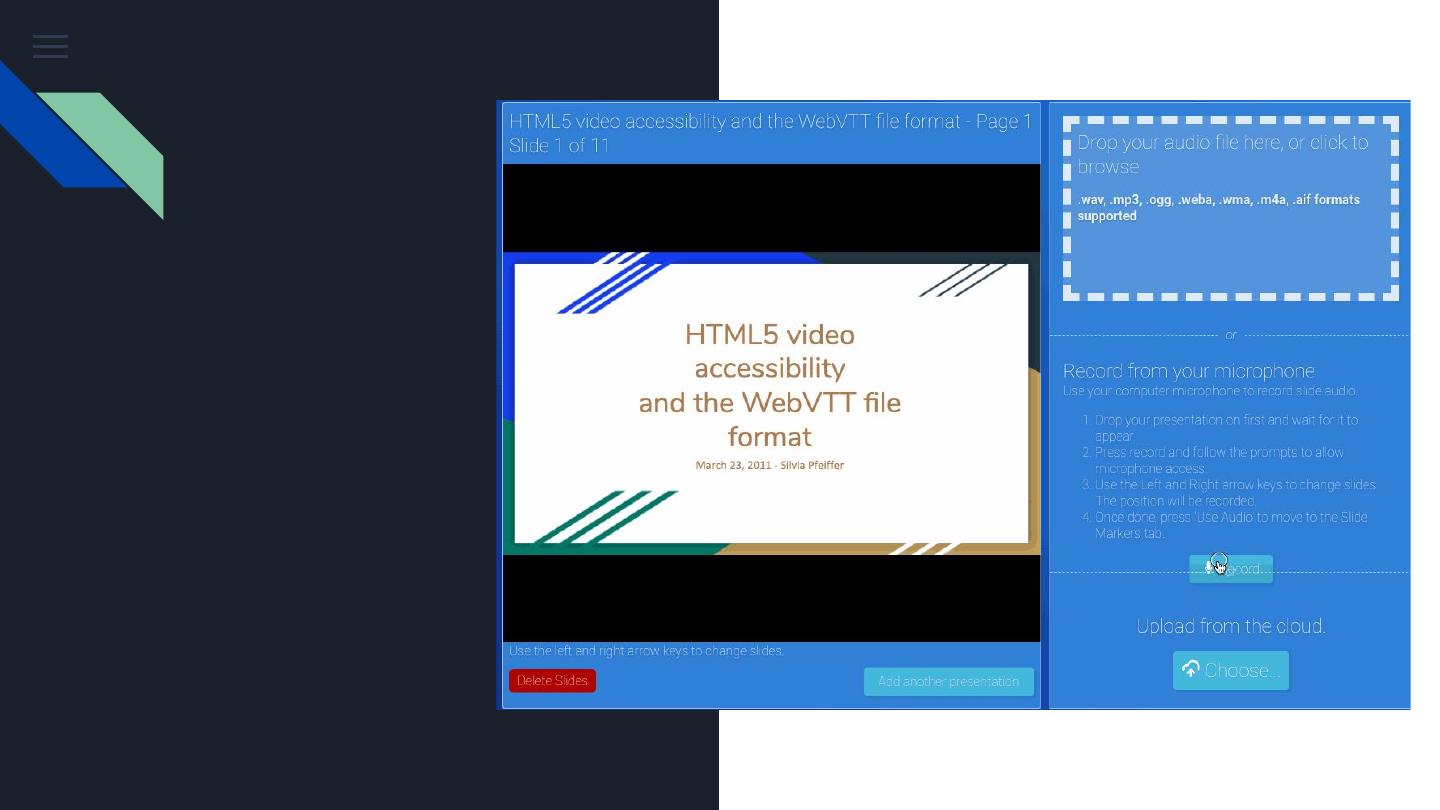 HTML5 video accessibility and the WebVTT file format - Page 1
Slide 1 of 11
HTML5 video
accessibility
and the WebVTT file
format
March 23, 2011 - Silvia Pfeiffer
Use the left and right arrow keys to change slides.
Delete Slides
Add another presentation
Drop your audio file here, or click to
browse
.wav, .mp3, .ogg, .weba, .wma, .m4a, .aif formats
supported
or
Record from your microphone
Use your computer microphone to record slide audio.
1. Drop your presentation on first and wait for it to
appear.
2. Press record and follow the prompts to allow
microphone access.
3. Use the Left and Right arrow keys to change slides.
The position will be recorded.
4. Once done, press 'Use Audio' to move to the Slide
Markers tab.
Upload from the cloud.
Choose...